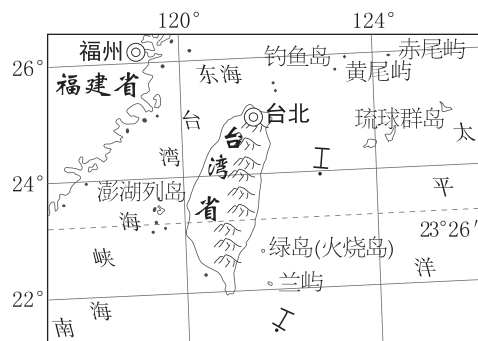 120° 124°
福州 钓鱼岛 赤尾屿
26° 东海 黄尾屿
福建省
台北 琉球群岛
台湾海峡
台湾省
太平洋
24°
澎湖列岛
23°26′
绿岛(火烧岛)
兰屿
22°
南海